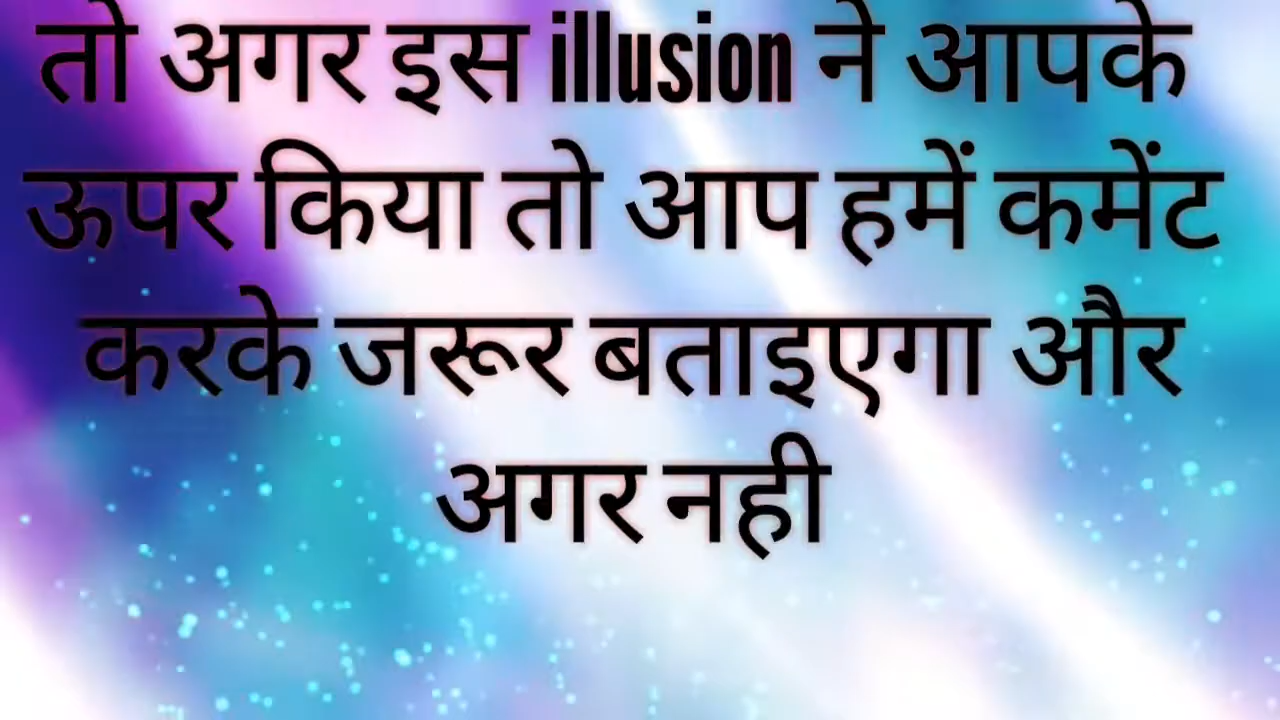 तो अगर इस illusion ने आपके
ऊपर किया तो आप हमें कमेंट
करके जरूर बताइएगा और
अगर नही